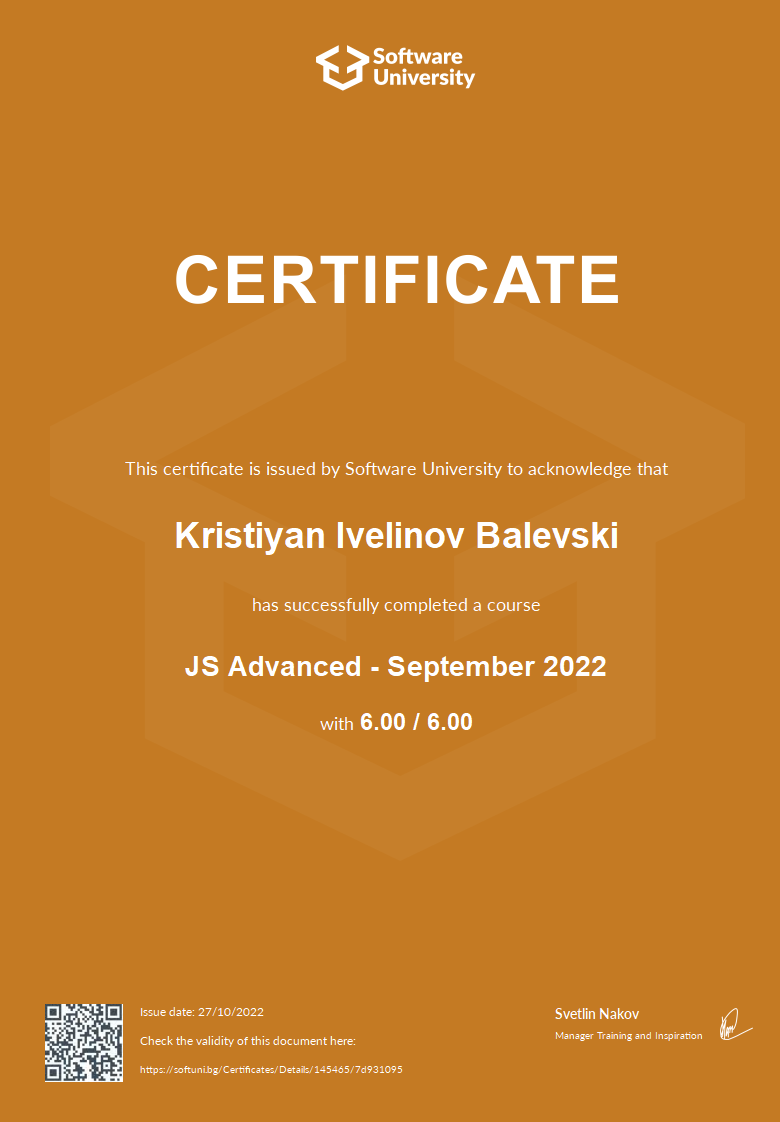 Software
University
CERTIFICATE
This certificate is issued by Software University to acknowledge that
Kristiyan Ivelinov Balevski
has successfully completed a course
JS Advanced - September 2022
with 6.00 / 6.00
Issue date: 27/10/2022
Check the validity of this document here:
https://softuni.bg/Certificates/Details/145465/7d931095
Svetlin Nakov
Manager Training and Inspiration